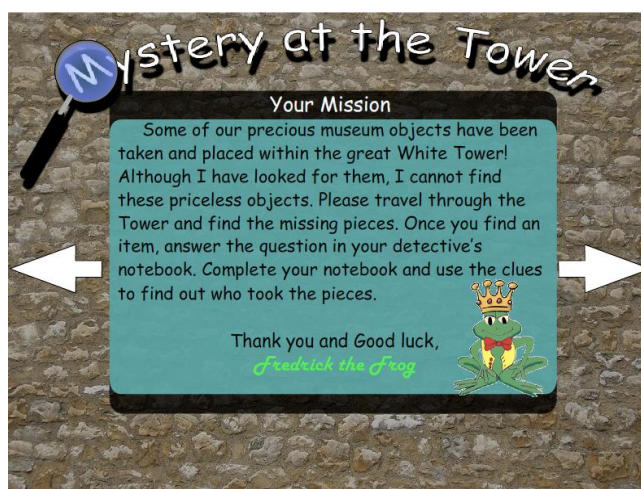 Mystery at the Tower
Your Mission
Some of our precious museum objects have been
taken and placed within the great White Tower!
Although I have looked for them, I cannot find
these priceless objects. Please travel through the
Tower and find the missing pieces. Once you find an
item, answer the question in your detective's
notebook. Complete your notebook and use the clues
to find out who took the pieces.
Thank you and Good luck,
Fredrick the Frog